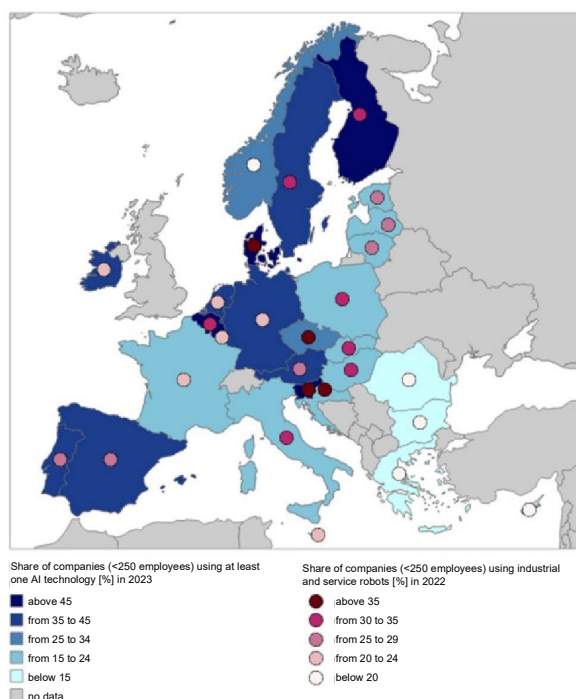 Share of companies (<250 employees) using at least
one AI technology [%] in 2023
above 45
from 35 to 45
from 25 to 34
from 15 to 24
below 15
no data
Share of companies (<250 employees) using industrial
and service robots [%] in 2022
above 35
from 30 to 35
from 25 to 29
from 20 to 24
below 20